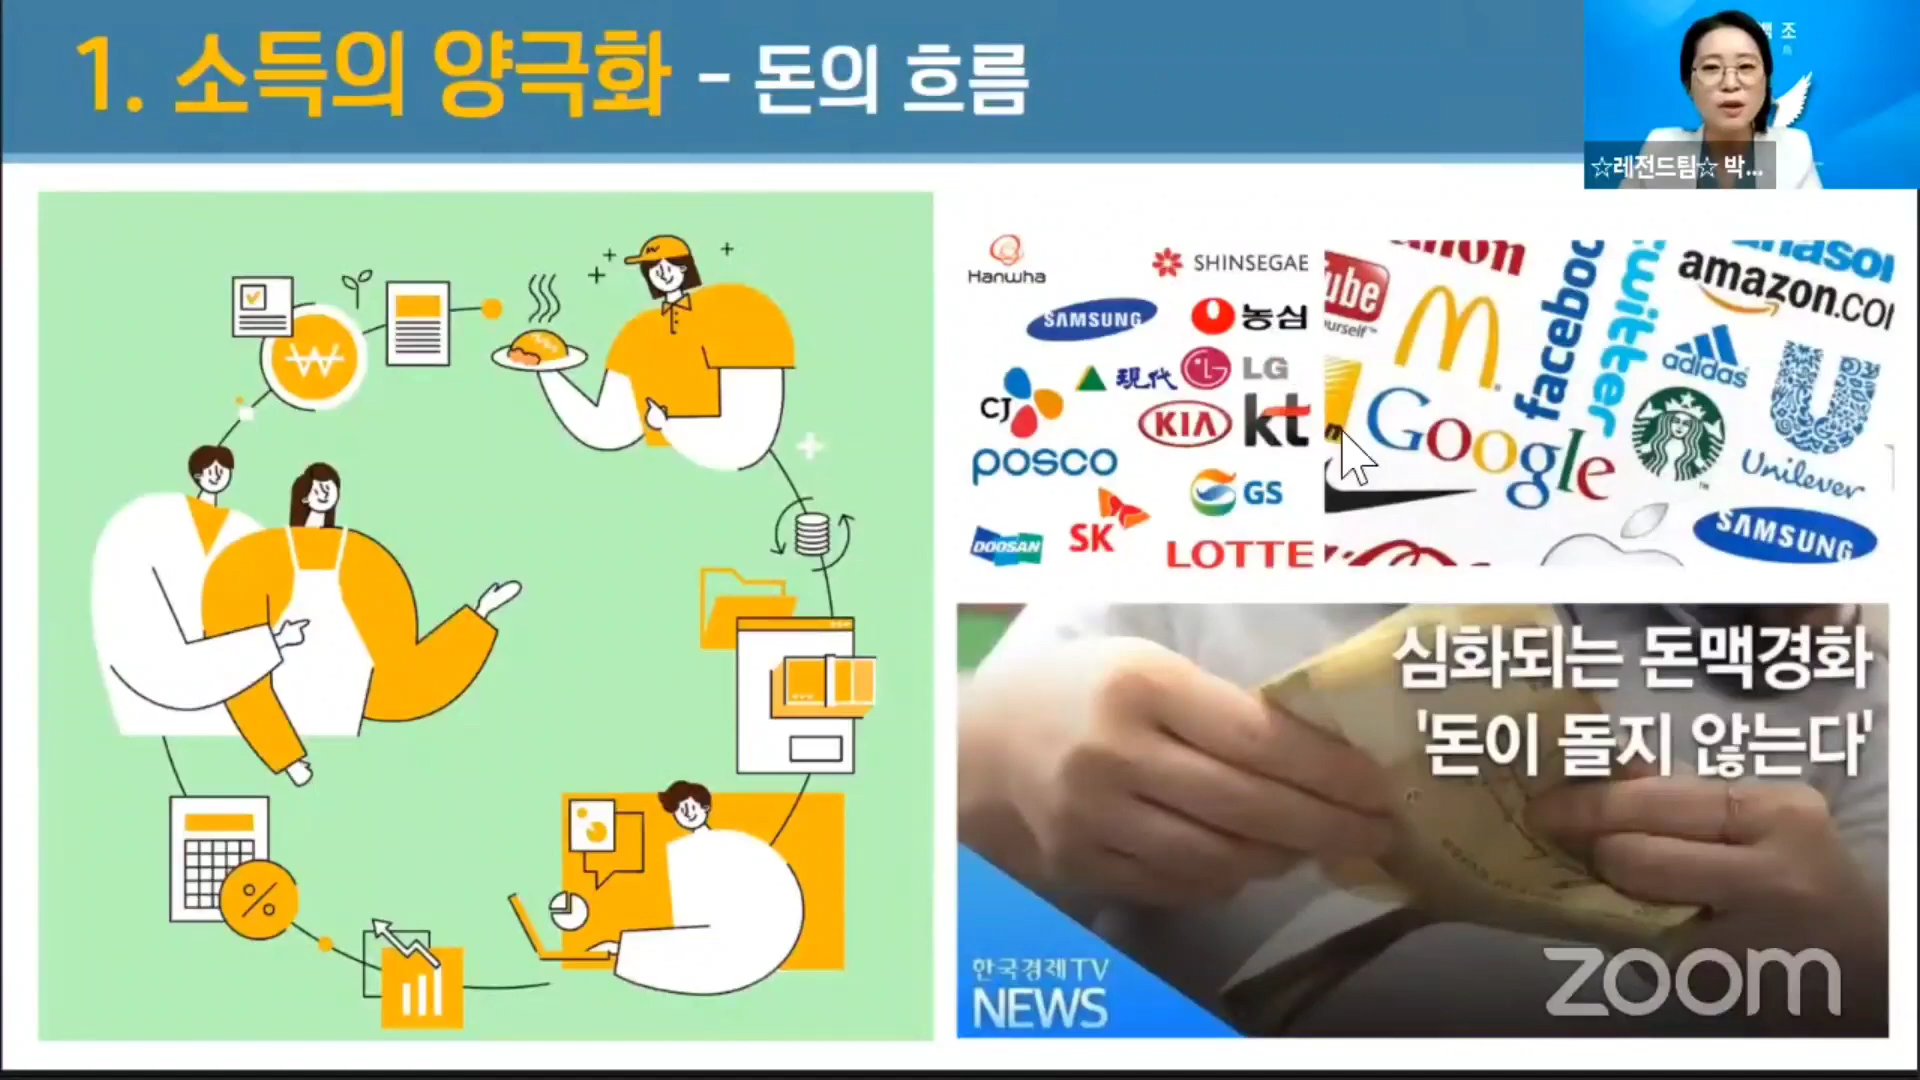 1. 소득의 양극화 - 돈의 흐름
조
☆레전드팀☆ 박...
W
%
Hanwha
SHINSEGAE
SAMSUNG
농심
現代
LG
CJ
KIA
kt
posco
GS
DOOSAN
SK
LOTTE
amazon.co
facebo
twitter
adidas
McDonald's M
Google
Unilever
SAMSUNG
심화되는 돈맥경화
'돈이 돌지 않는다'
한국경제TV
NEWS
zoom